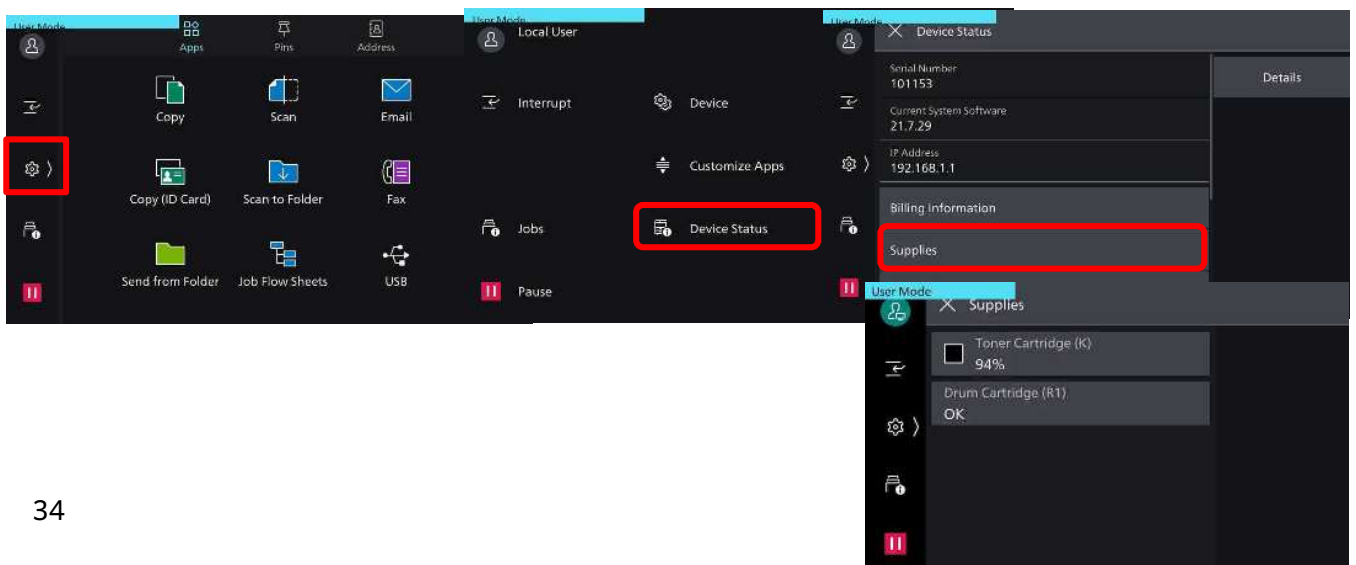 User Mode
Apps
Pins
Address
Copy
Scan
Email
Copy (ID Card)
Scan to Folder
Fax
Send from Folder
Job Flow Sheets
USB
User Mode
Local User
Interrupt
Device
Customize Apps
Jobs
Device Status
Pause
User Mode
Device Status
Serial Number
101153
Details
Current System Software
21.7.29
IP Address
192.168.1.1
Billing Information
Supplies
User Mode
Supplies
Toner Cartridge (K)
94%
Drum Cartridge (R1)
OK
34